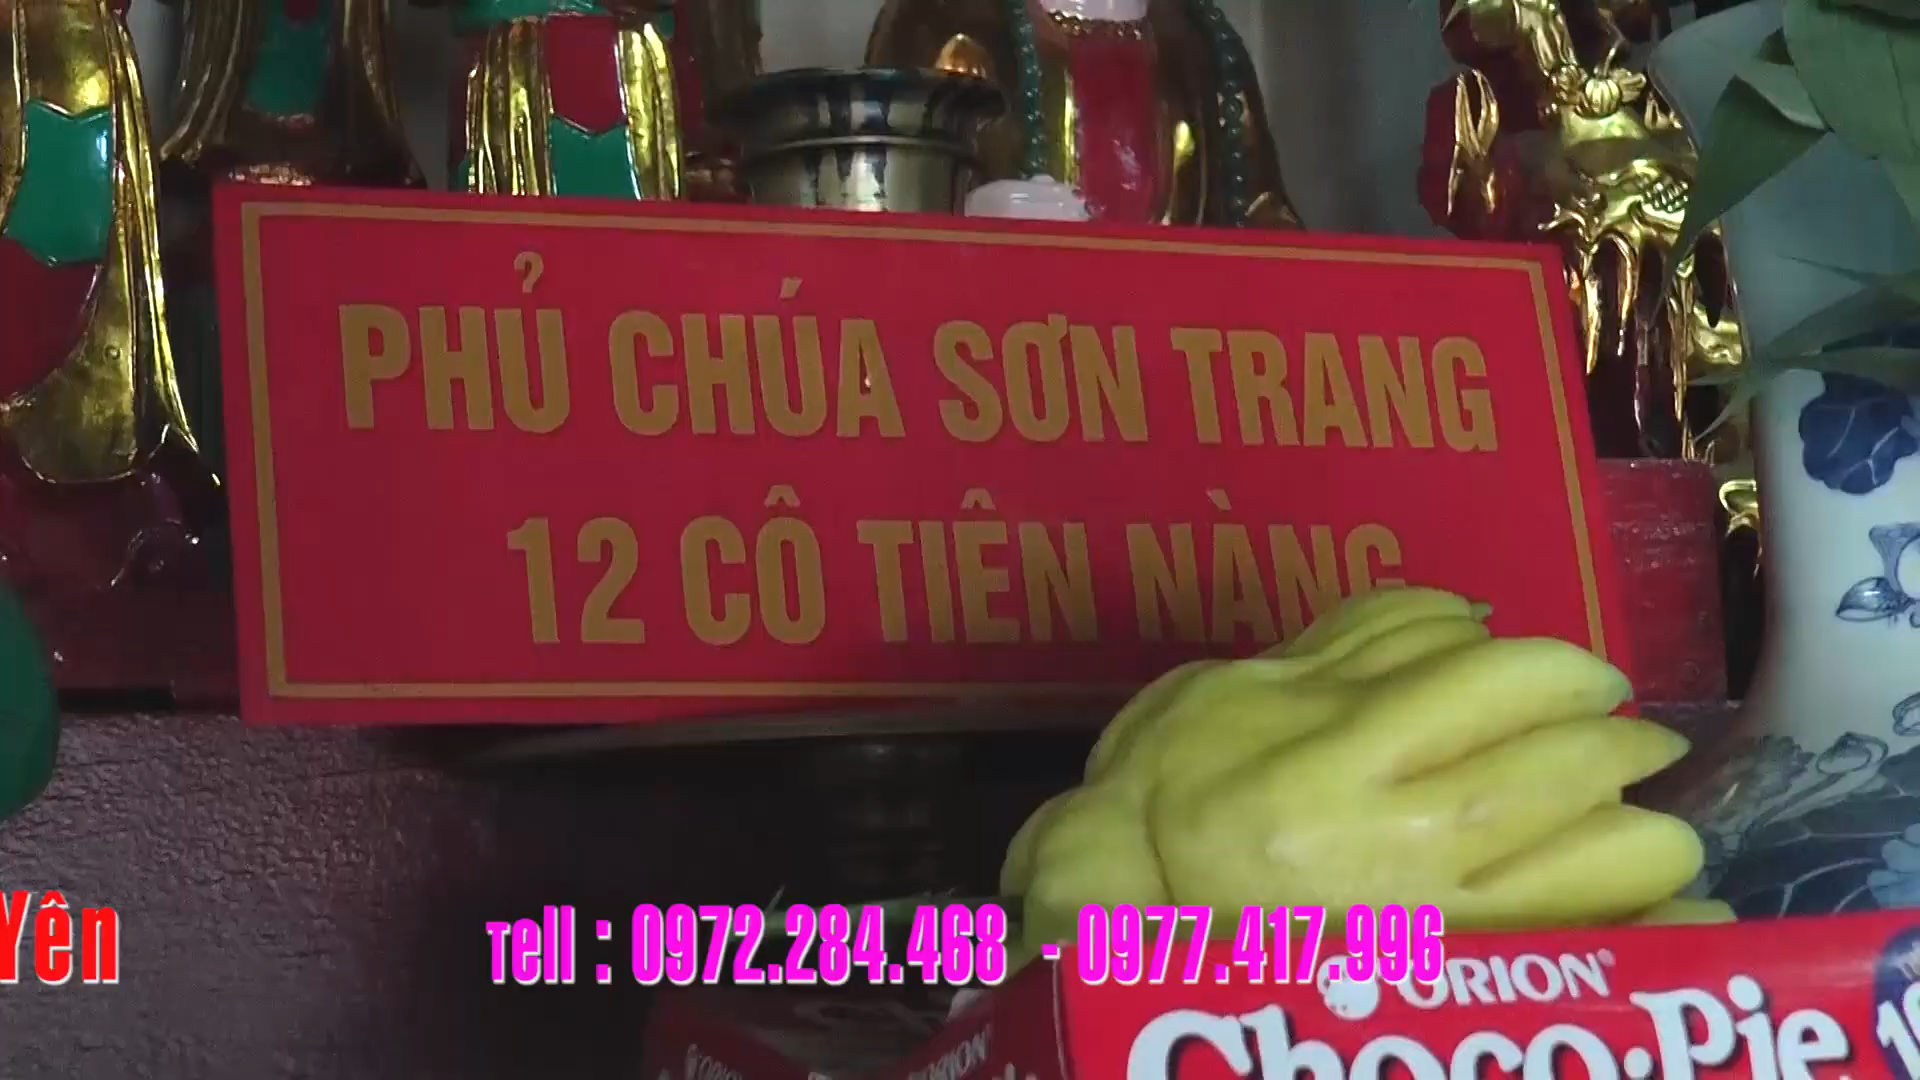 PHỦ CHÚA SƠN TRANG
12 CÔ TIÊN NÀNG
Yên
Tell : 0972.284.468 - 0977.417.996
ORION
Choco·Pie
ORION